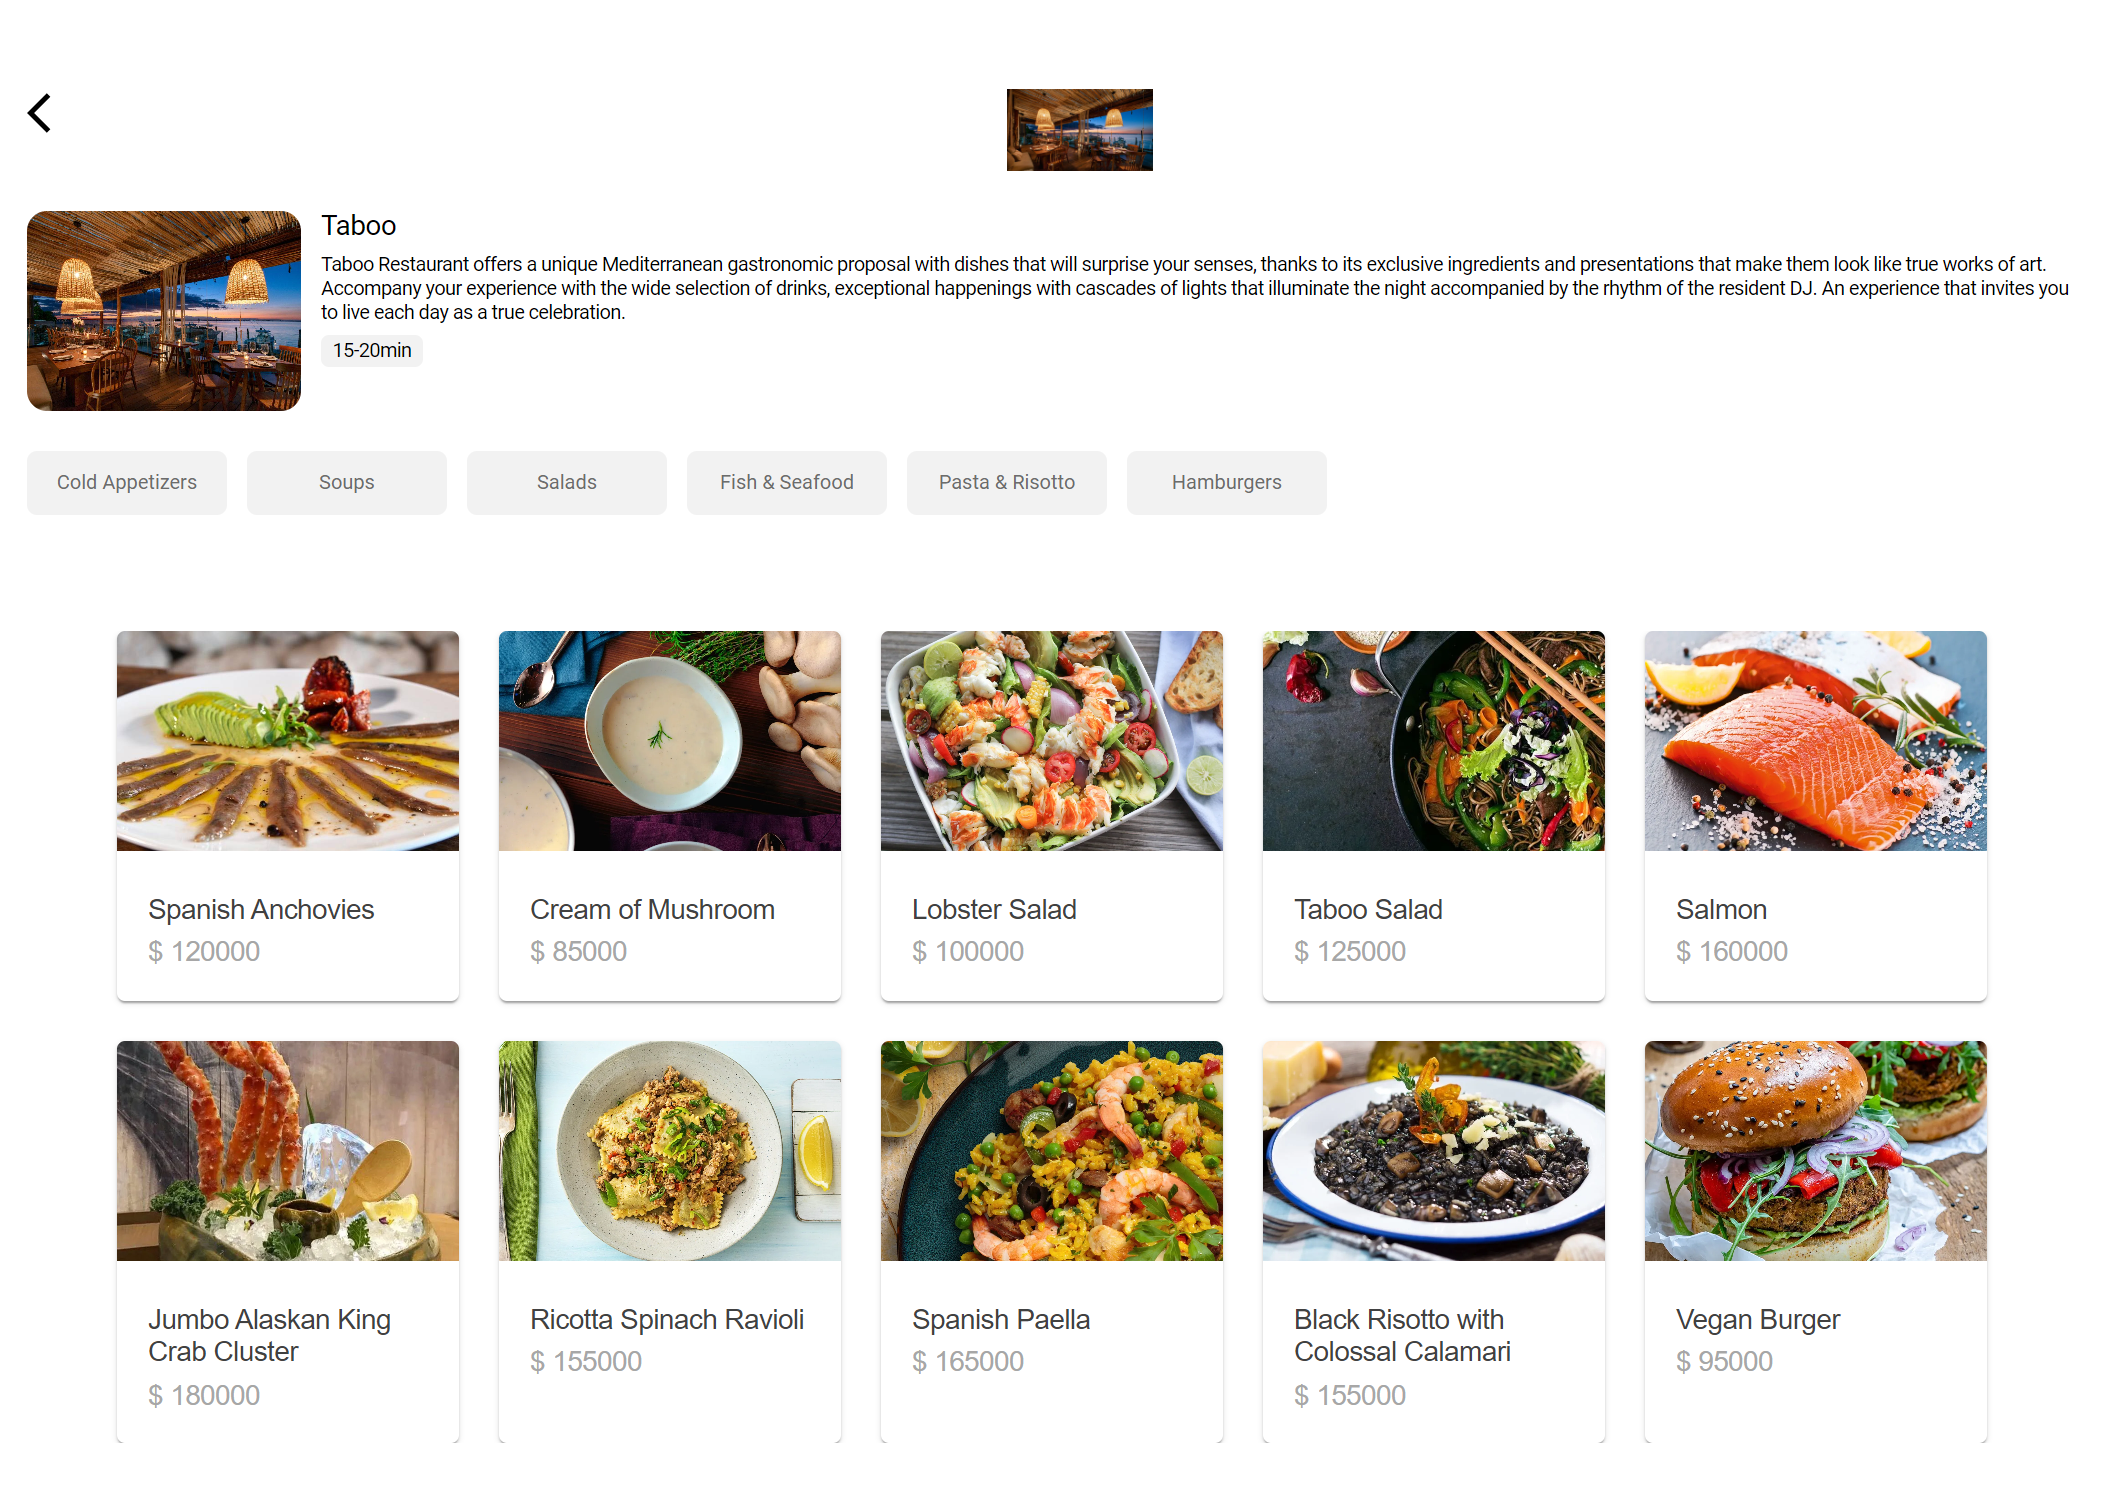 Taboo
Taboo Restaurant offers a unique Mediterranean gastronomic proposal with dishes that will surprise your senses, thanks to its exclusive ingredients and presentations that make them look like true works of art.
Accompany your experience with the wide selection of drinks, exceptional happenings with cascades of lights that illuminate the night accompanied by the rhythm of the resident DJ. An experience that invites you
to live each day as a true celebration.
15-20min
Cold Appetizers
Soups
Salads
Fish & Seafood
Pasta & Risotto
Hamburgers
Spanish Anchovies
$ 120000
Cream of Mushroom
$ 85000
Lobster Salad
$ 100000
Taboo Salad
$ 125000
Salmon
$ 160000
Jumbo Alaskan King
Crab Cluster
$ 180000
Ricotta Spinach Ravioli
$ 155000
Spanish Paella
$ 165000
Black Risotto with
Colossal Calamari
$ 155000
Vegan Burger
$ 95000